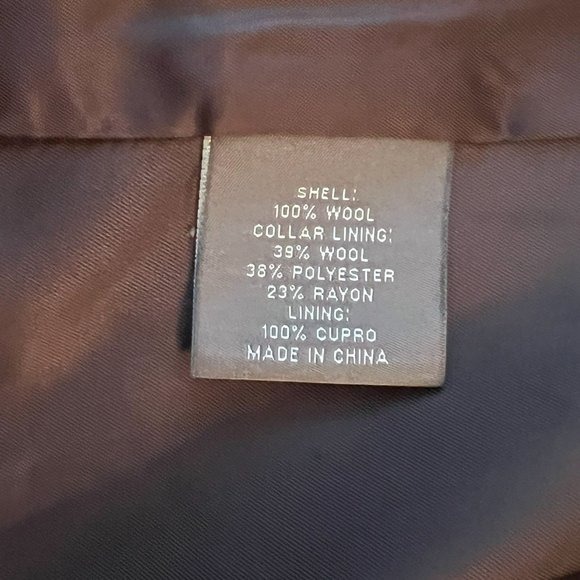 SHELL:
100% WOOL
COLLAR LINING:
39% WOOL
38% POLYESTER
23% RAYON
LINING:
100% CUPRO
MADE IN CHINA